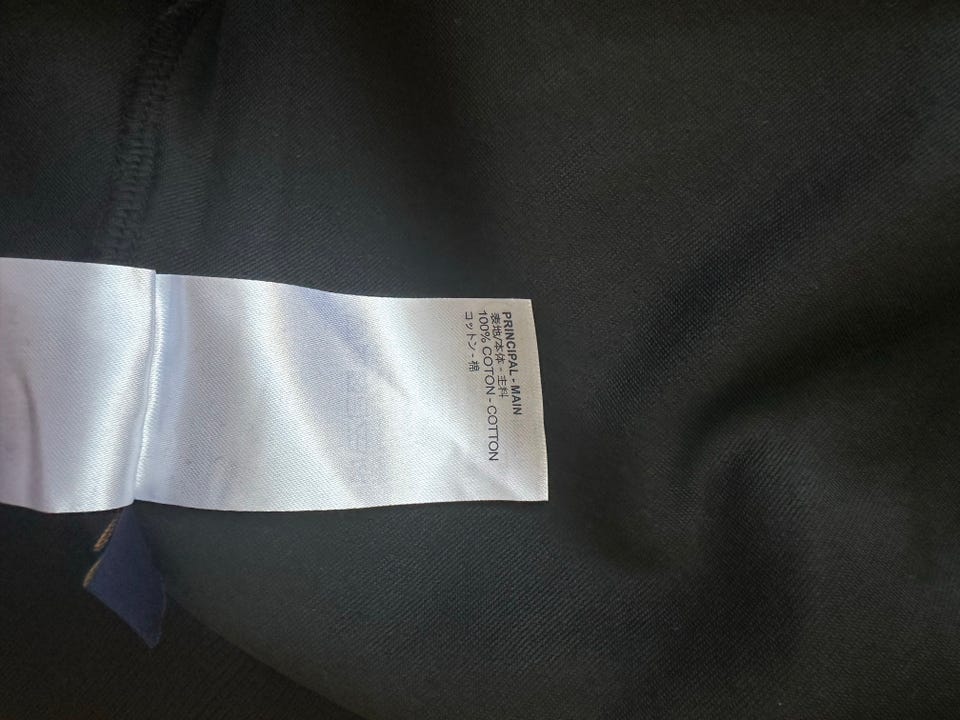 PRINCIPAL - MAIN
表地/本体 - 主料
100% COTON - COTTON
コットン - 棉